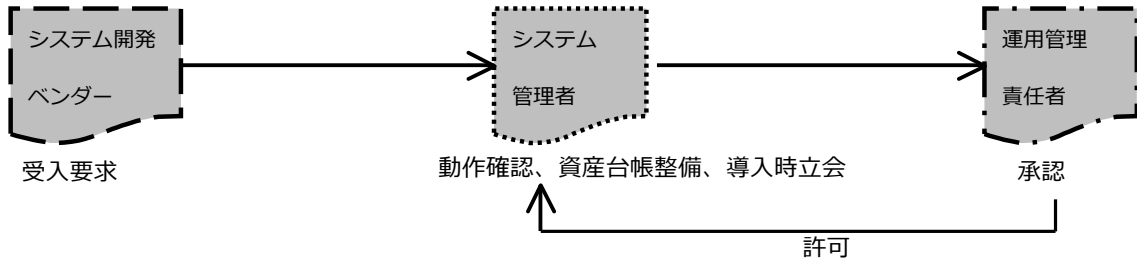 システム開発
ベンダー
システム
管理者
運用管理
責任者
受入要求
動作確認、資産台帳整備、導入時立会
承認
許可